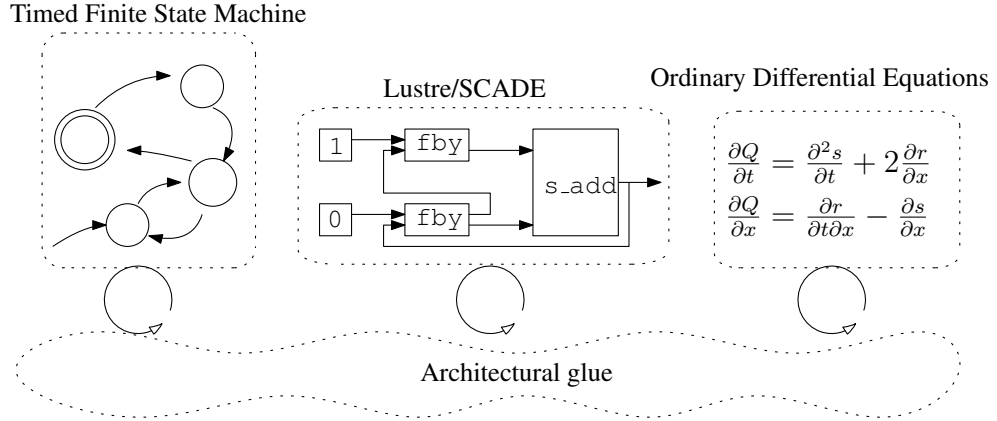 Timed Finite State Machine
Lustre/SCADE
Ordinary Differential Equations
1
fby
s_add
0
fby
∂Q/∂t = ∂²s/∂t + 2 ∂r/∂x
∂Q/∂x = ∂r/∂t∂x − ∂s/∂x
Architectural glue